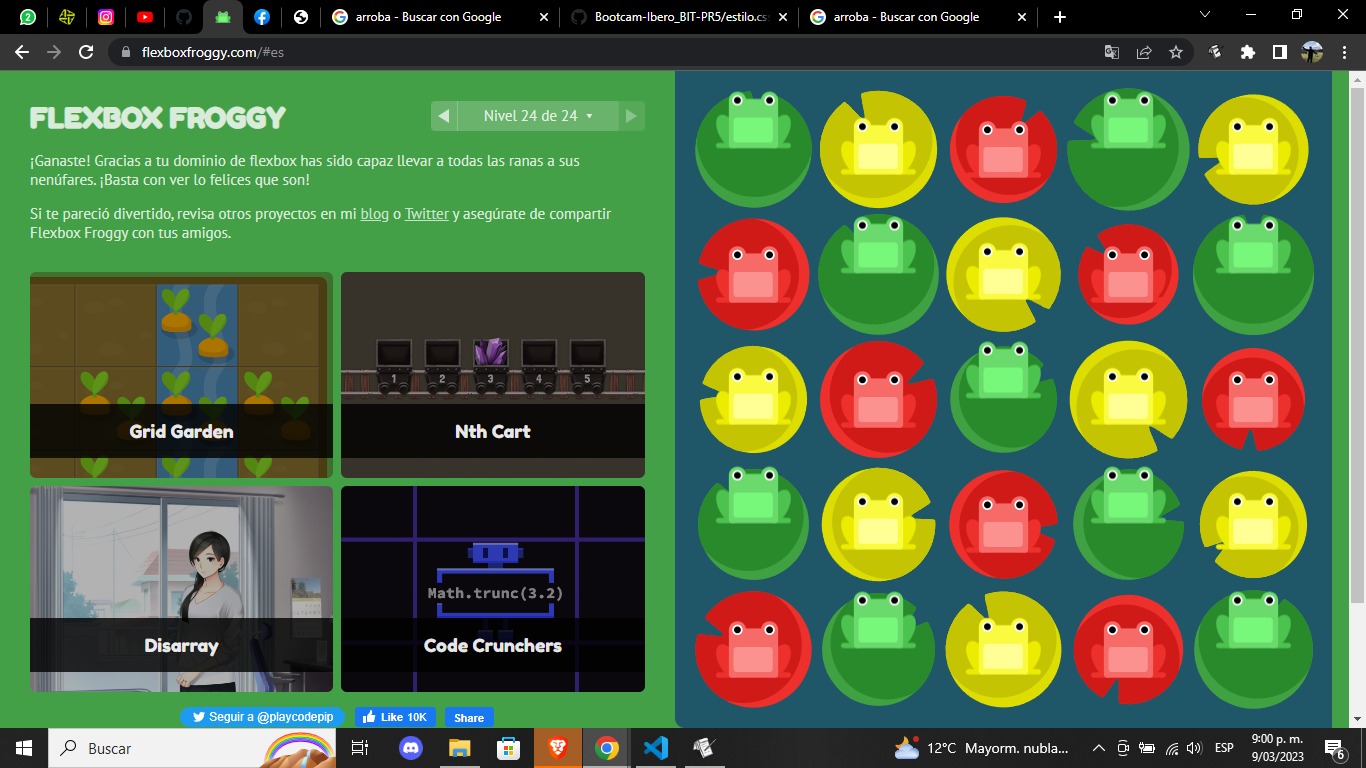 2
arroba - Buscar con Google
Bootcam-Ibero_BIT-PR5/estilo.cs
arroba - Buscar con Google
flexboxfroggy.com/#es
FLEXBOX FROGGY
Nivel 24 de 24
¡Ganaste! Gracias a tu dominio de flexbox has sido capaz llevar a todas las ranas a sus
nenúfares. ¡Basta con ver lo felices que son!
Si te pareció divertido, revisa otros proyectos en mi blog o Twitter y asegúrate de compartir
Flexbox Froggy con tus amigos.
Grid Garden
1 2 3 4 5
Nth Cart
Disarray
Math.trunc(3.2)
Code Crunchers
Seguir a @playcodepip
Like 10K
Share
Buscar
12°C Mayorm. nubla...
ESP
9:00 p. m.
9/03/2023
6